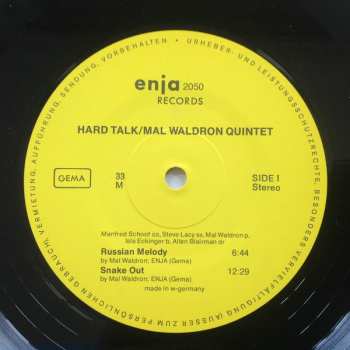 enja 2050
RECORDS
HARD TALK/MAL WALDRON QUINTET
GEMA
33
M
SIDE I
Stereo
Manfred Schoof co, Steve Lacy ss, Mal Waldron p,
Isla Eckinger b, Allen Blairman dr
Russian Melody 6:44
by Mal Waldron; ENJA (Gema)
Snake Out 12:29
by Mal Waldron; ENJA (Gema)
made in w-germany
URHEBER- UND LEISTUNGSSCHUTZRECHTE, BESONDERS VERVIELFÄLTIGUNG (AUSSER ZUM PERSÖNLICHEN GEBRAUCH), VERMIETUNG, AUFFÜHRUNG, SENDUNG, VORBEHALTEN •